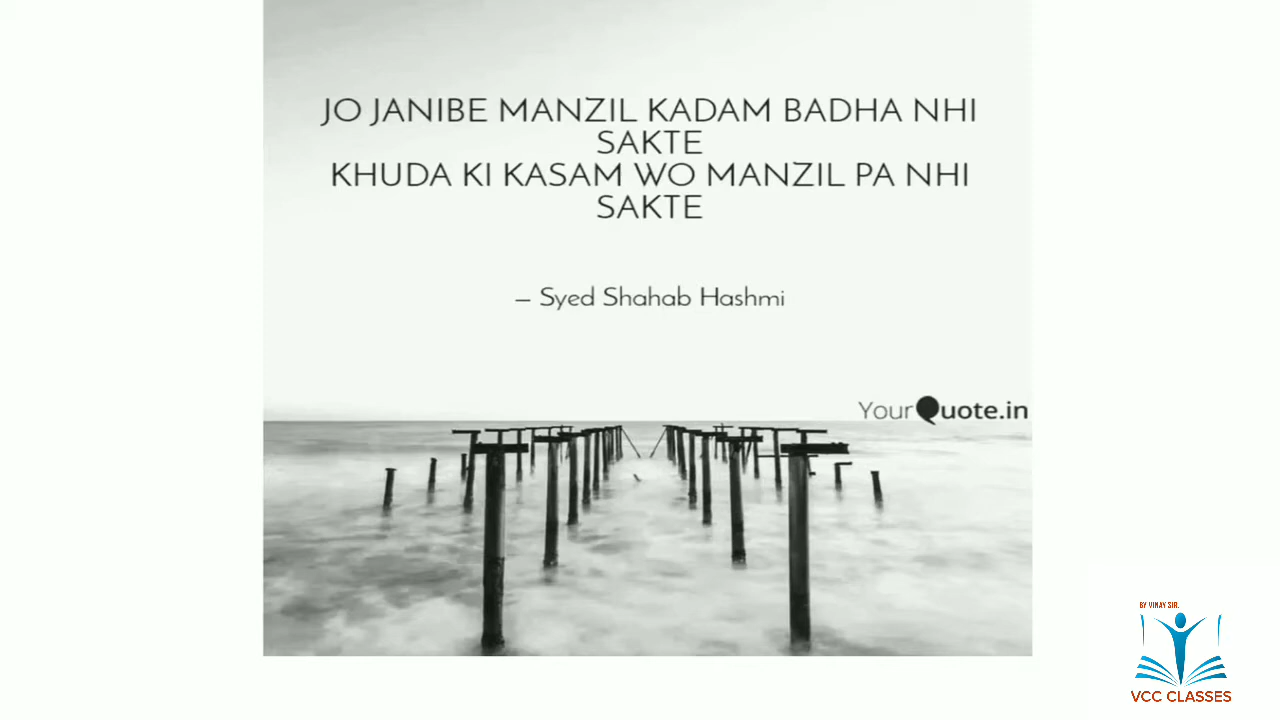 JO JANIBE MANZIL KADAM BADHA NHI
SAKTE
KHUDA KI KASAM WO MANZIL PA NHI
SAKTE
– Syed Shahab Hashmi
YourQuote.in
BY VINAY SIR.
VCC CLASSES